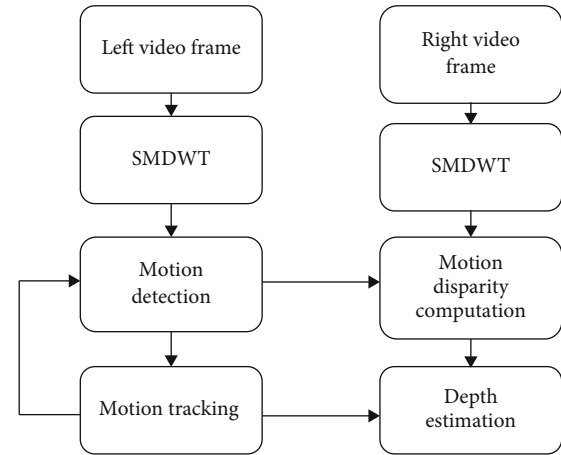 Left video frame
Right video
frame
SMDWT
SMDWT
Motion
detection
Motion
disparity
computation
Motion tracking
Depth
estimation